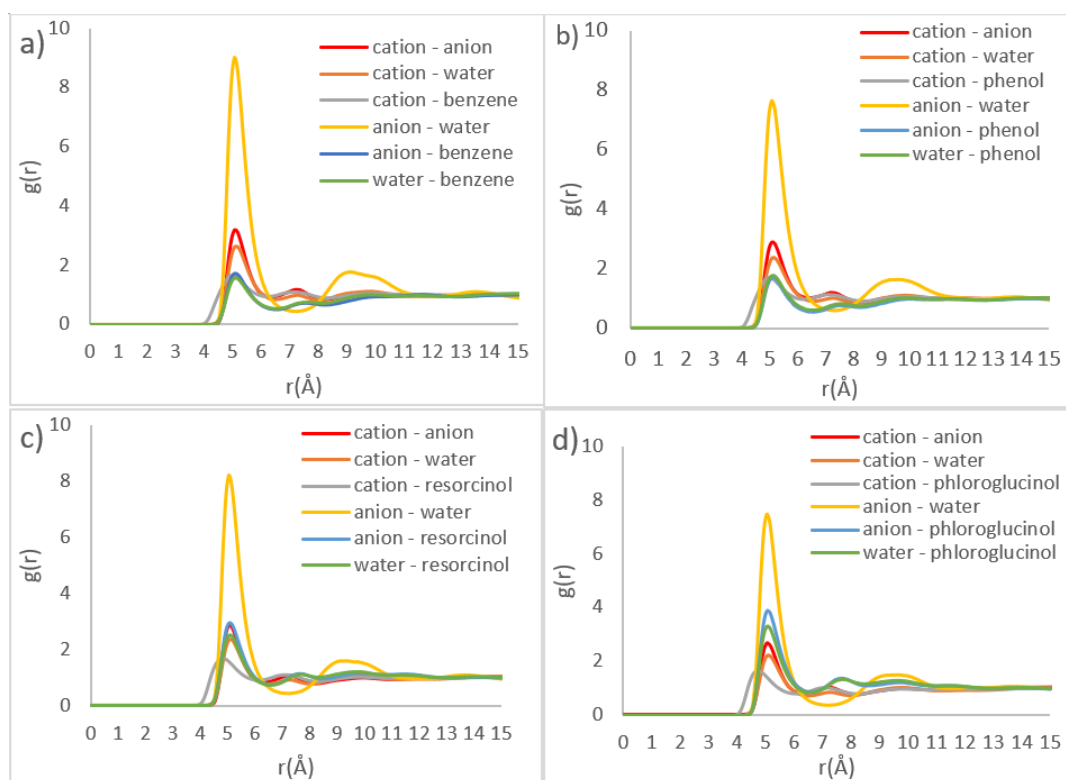 a)
10
8
6
4
2
0
g(r)
cation - anion
cation - water
cation - benzene
anion - water
anion - benzene
water - benzene
0 1 2 3 4 5 6 7 8 9 10 11 12 13 14 15
r(Å)
b)
10
8
6
4
2
0
g(r)
cation - anion
cation - water
cation - phenol
anion - water
anion - phenol
water - phenol
0 1 2 3 4 5 6 7 8 9 10 11 12 13 14 15
r(Å)
c)
10
8
6
4
2
0
g(r)
cation - anion
cation - water
cation - resorcinol
anion - water
anion - resorcinol
water - resorcinol
0 1 2 3 4 5 6 7 8 9 10 11 12 13 14 15
r(Å)
d)
10
8
6
4
2
0
g(r)
cation - anion
cation - water
cation - phloroglucinol
anion - water
anion - phloroglucinol
water - phloroglucinol
0 1 2 3 4 5 6 7 8 9 10 11 12 13 14 15
r(Å)